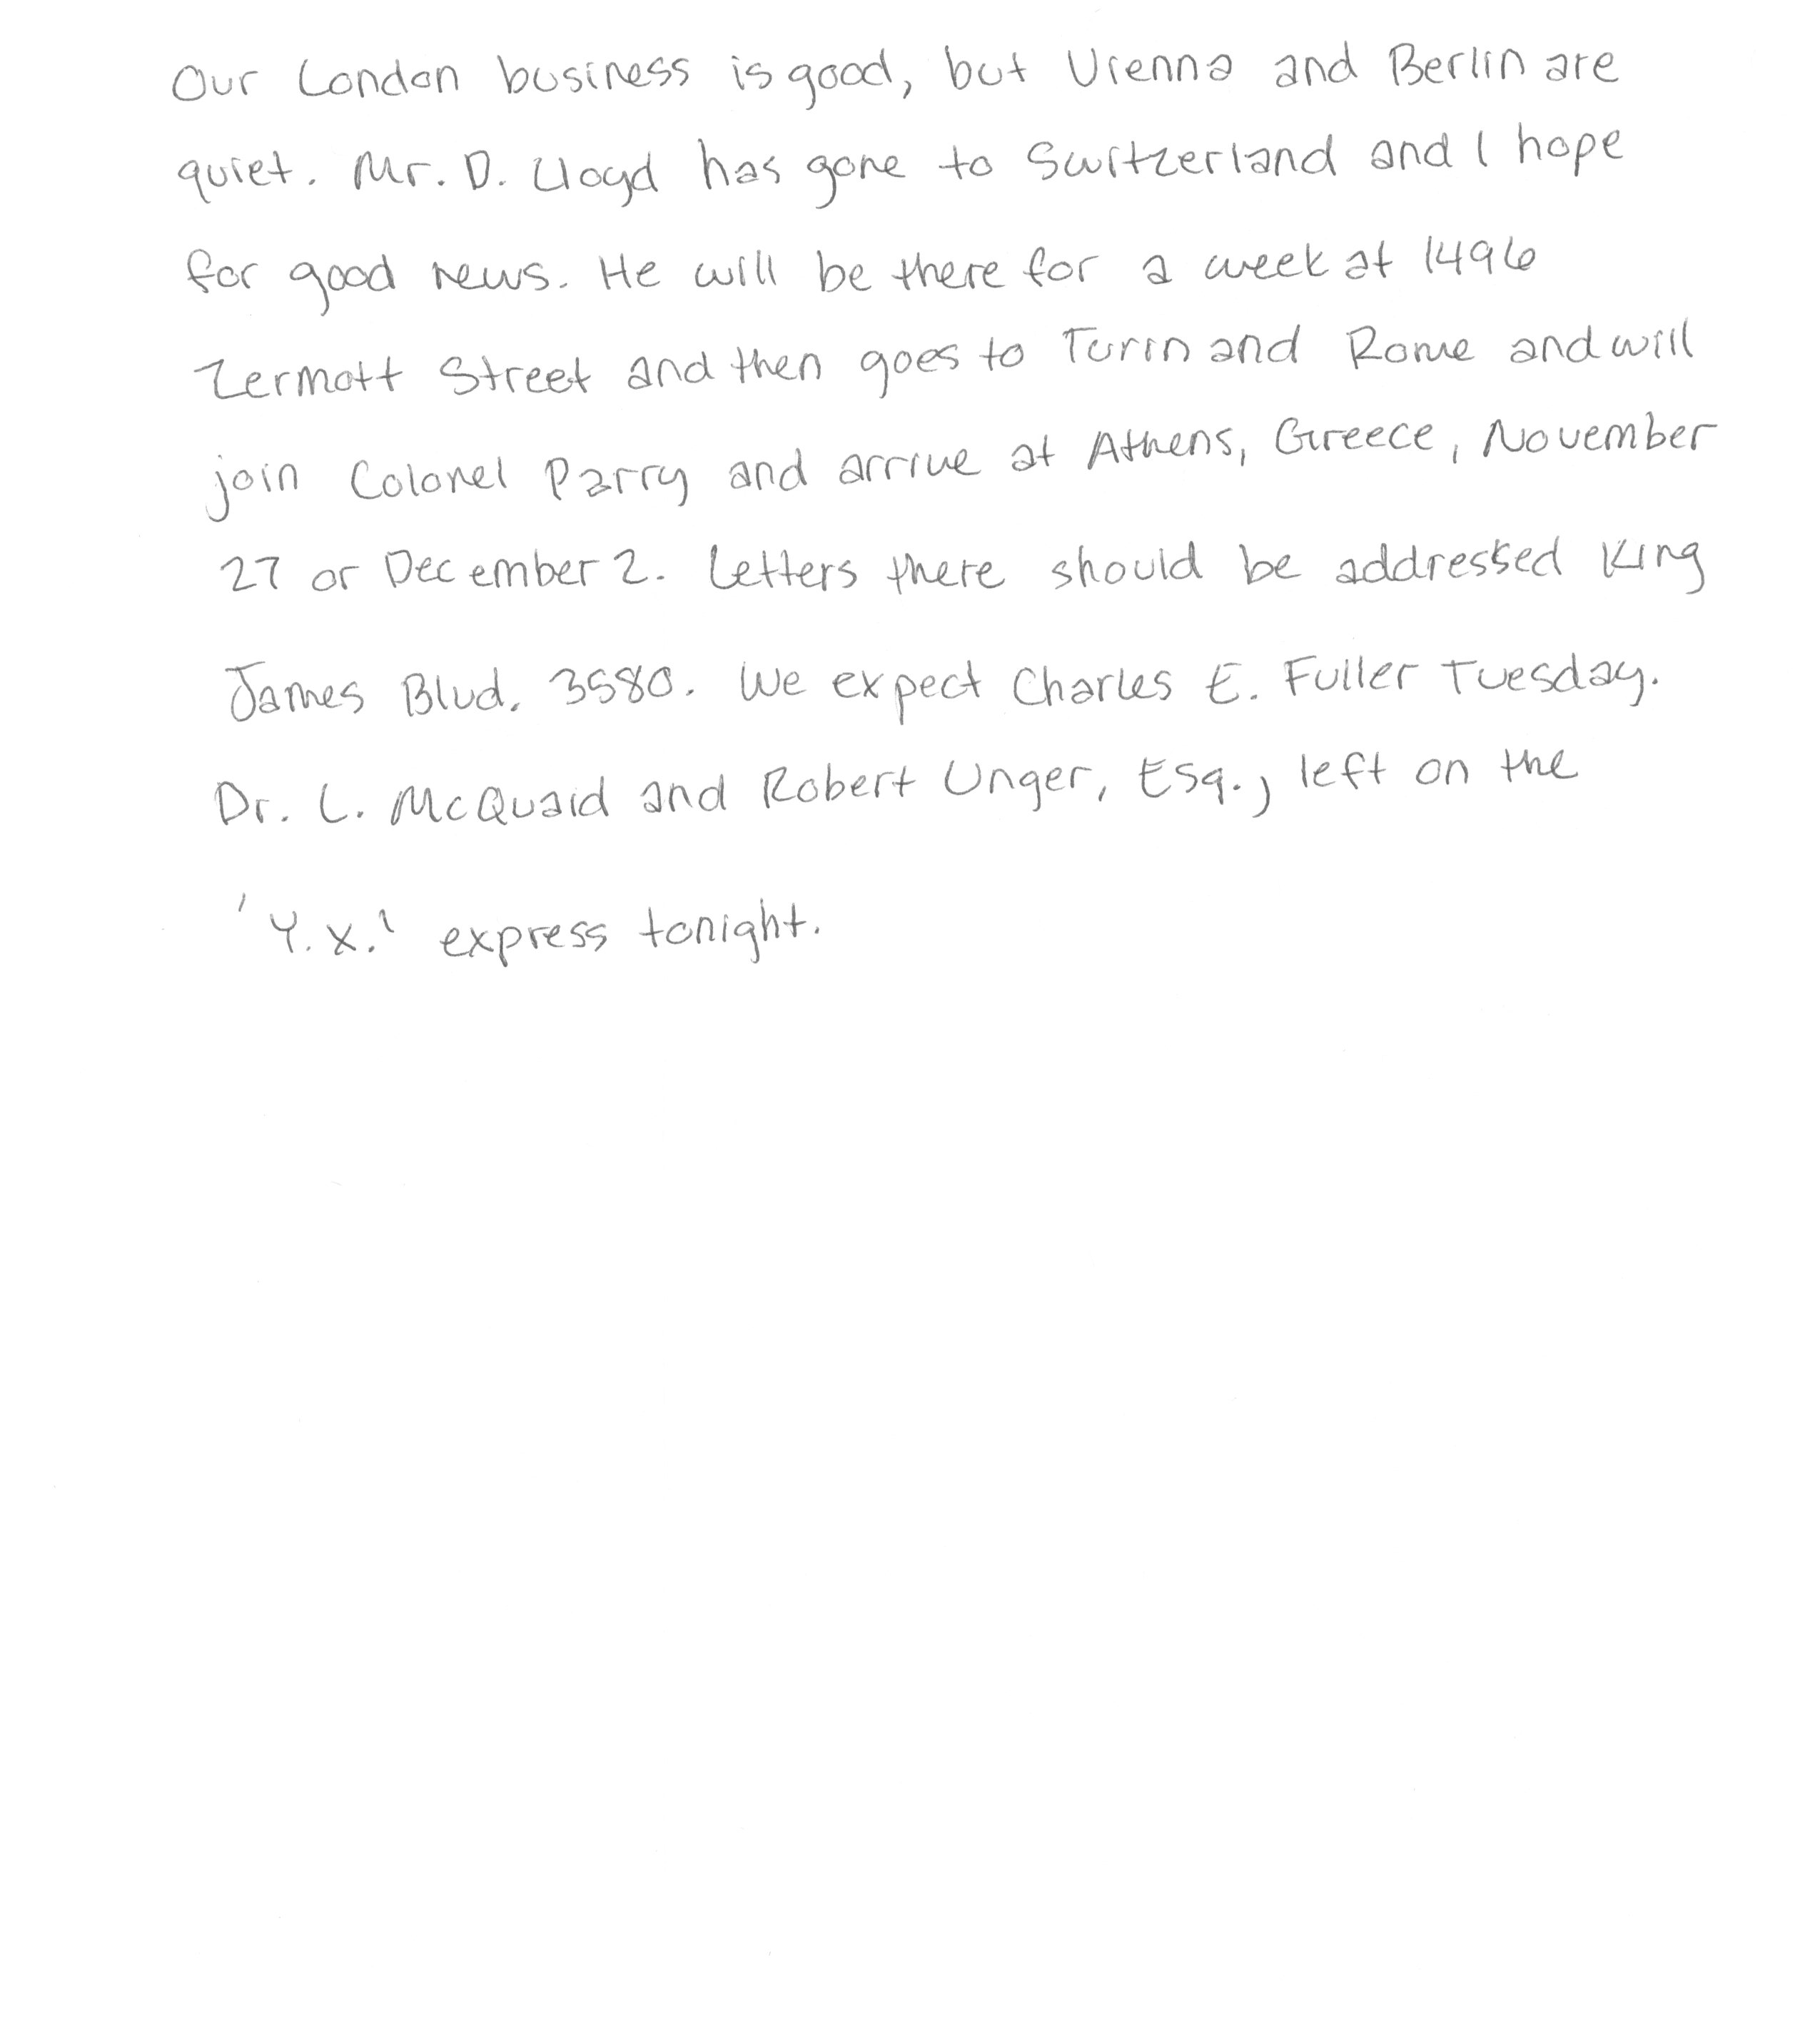 Our London business is good, but Vienna and Berlin are
quiet. Mr. D. Lloyd has gone to Switzerland and I hope
for good news. He will be there for a week at 1496
Zermott Street and then goes to Turin and Rome and will
join Colonel Parry and arrive at Athens, Greece, November
27 or December 2. Letters there should be addressed King
James Blvd. 3580. We expect Charles E. Fuller Tuesday.
Dr. L. McQuaid and Robert Unger, Esq., left on the
'Y.X.' express tonight.